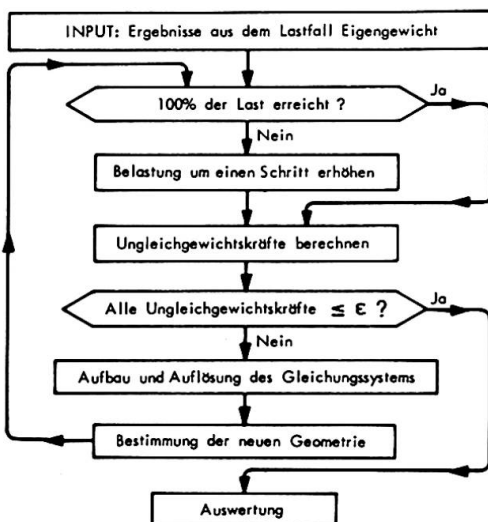 INPUT: Ergebnisse aus dem Lastfall Eigengewicht
100% der Last erreicht ?
Ja
Nein
Belastung um einen Schritt erhöhen
Ungleichgewichtskräfte berechnen
Alle Ungleichgewichtskräfte ≤ ε ?
Ja
Nein
Aufbau und Auflösung des Gleichungssystems
Bestimmung der neuen Geometrie
Auswertung